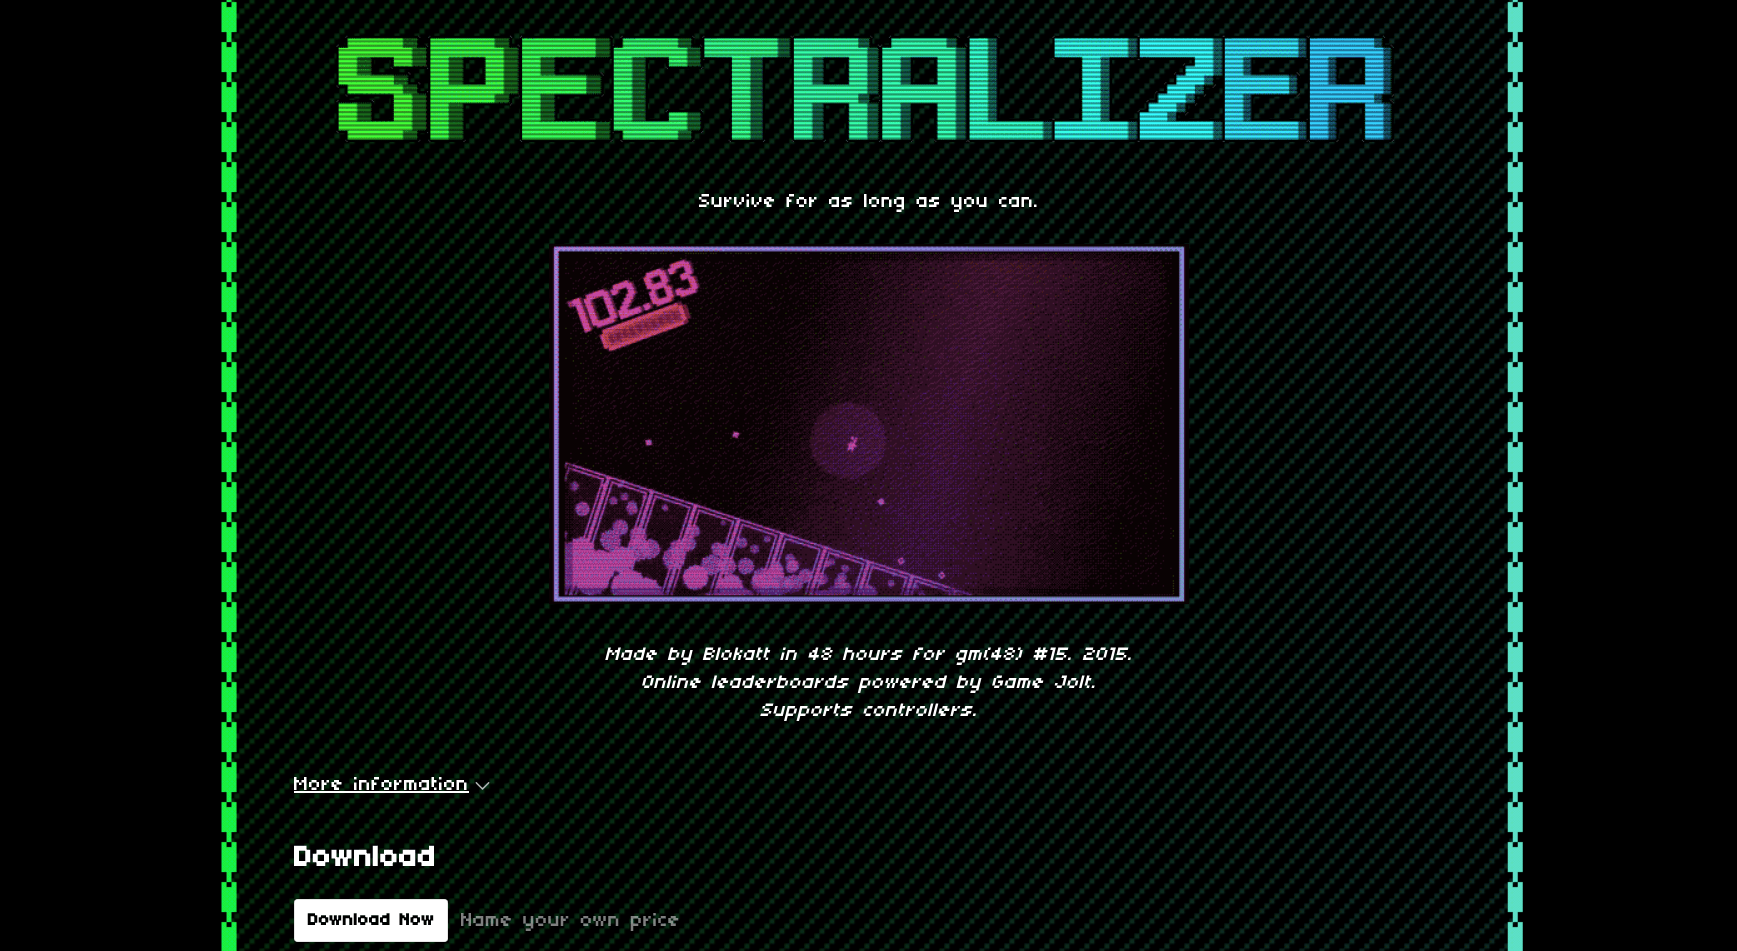 SPECTRALIZER
Survive for as long as you can.
102.83
Made by Blokatt in 48 hours for gm(48) #15. 2015.
Online leaderboards powered by Game Jolt.
Supports controllers.
More information
Download
Download Now Name your own price